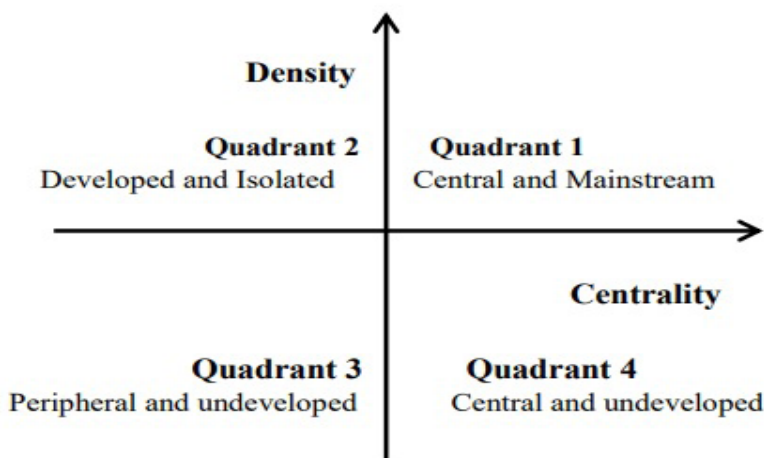 Density
Quadrant 2
Developed and Isolated
Quadrant 1
Central and Mainstream
Centrality
Quadrant 3
Peripheral and undeveloped
Quadrant 4
Central and undeveloped